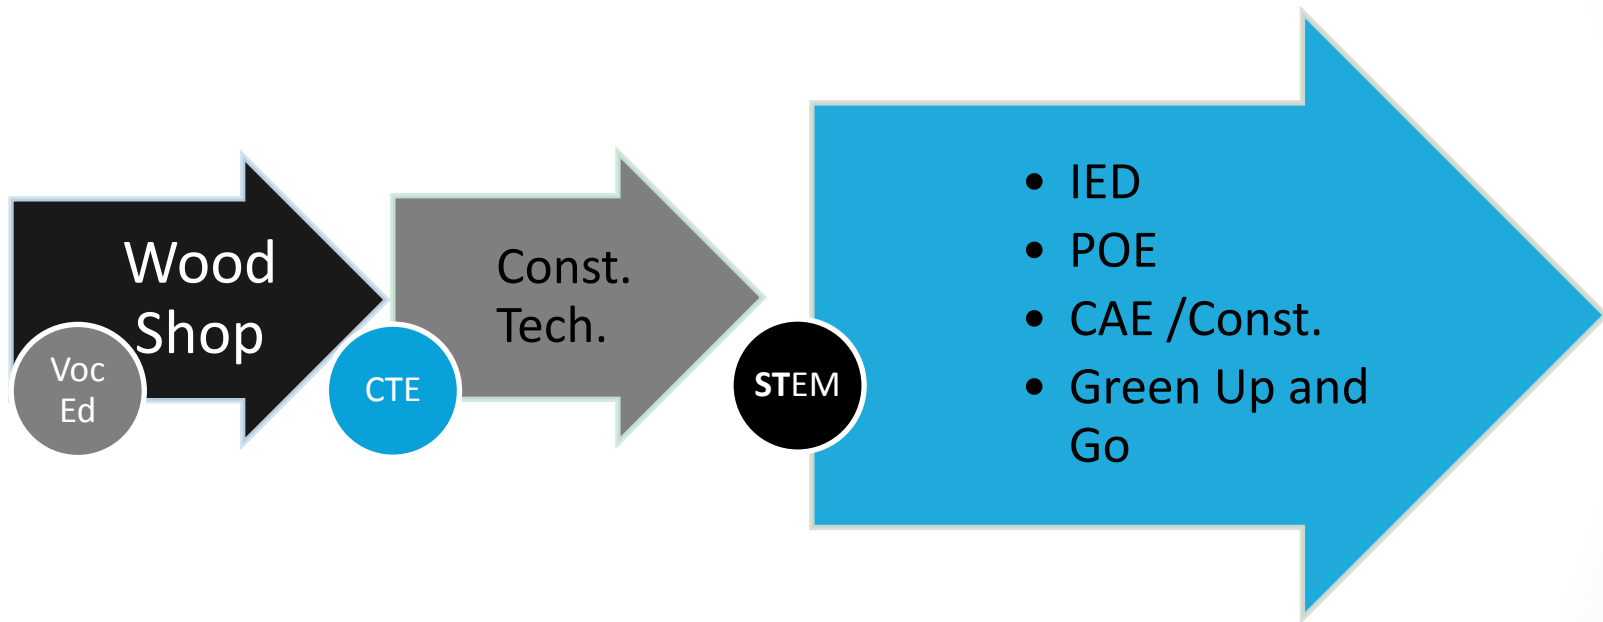 Wood
Shop
Voc
Ed
CTE
Const.
Tech.
STEM
• IED
• POE
• CAE /Const.
• Green Up and
Go